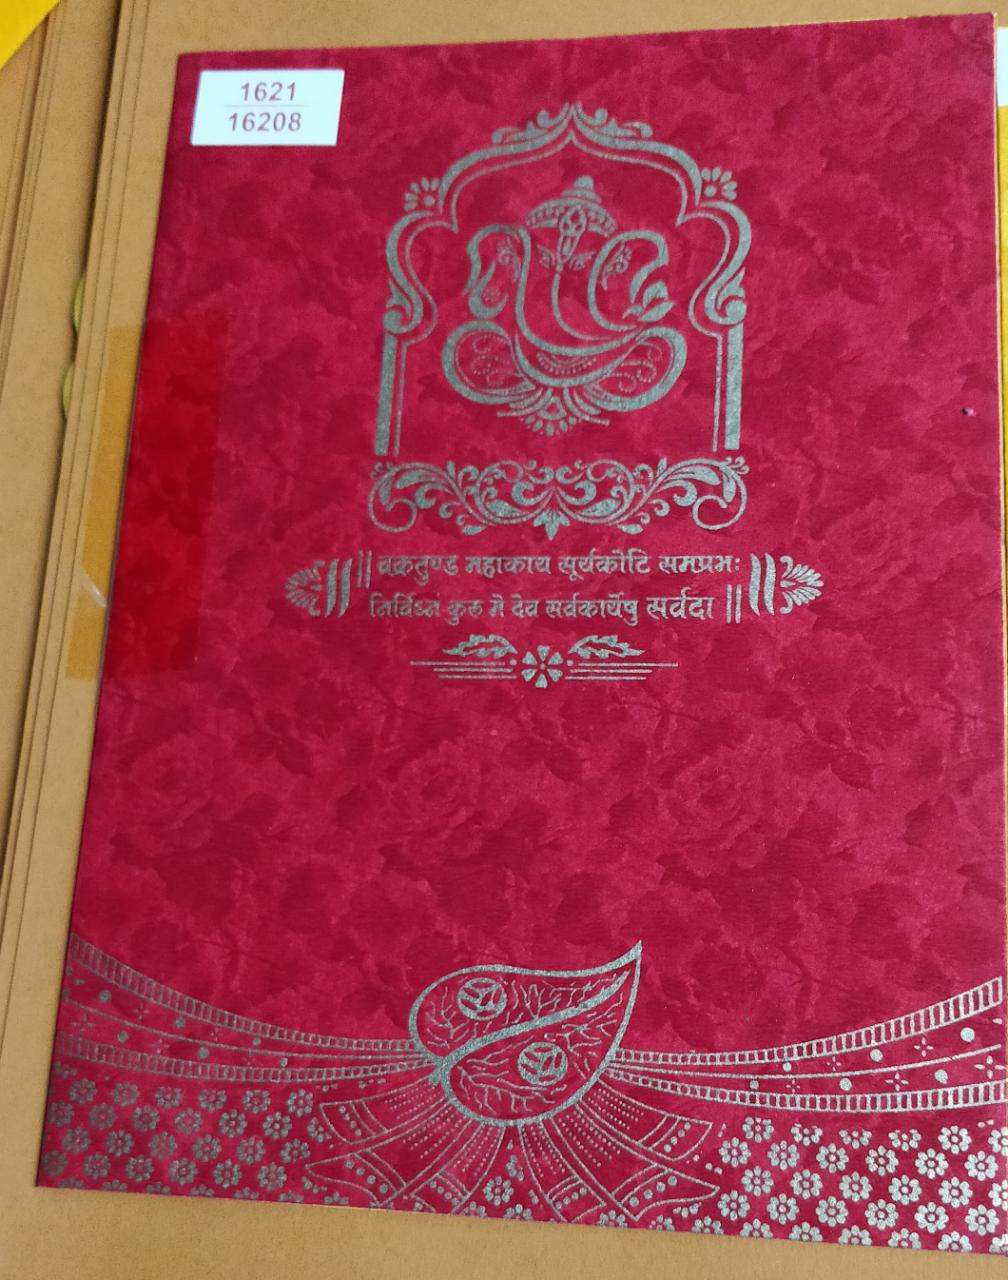 1621
16208
|| वक्रतुण्ड महाकाय सूर्यकोटि समप्रभः
निर्विघ्नं कुरु मे देव सर्वकार्येषु सर्वदा ||